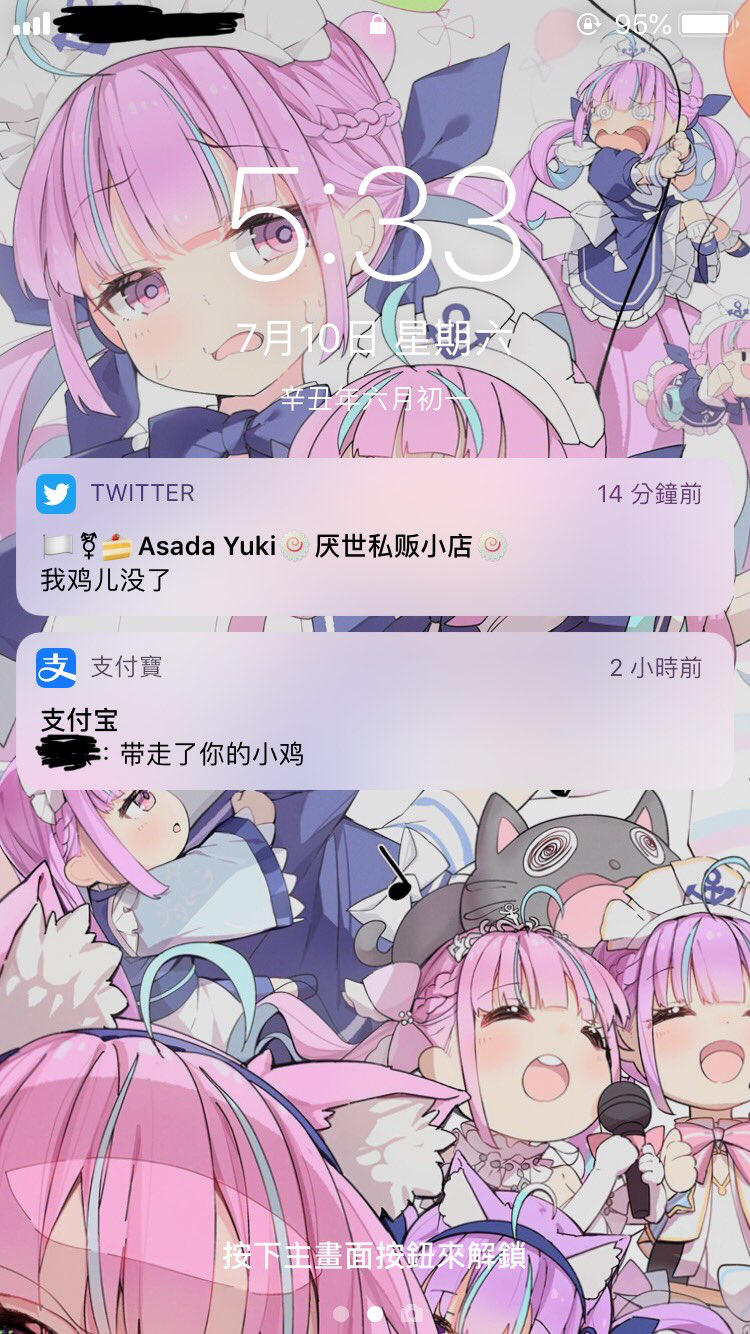 95%
5:33
7月10日 星期六
辛丑年六月初一
TWITTER
14 分鐘前
🏳️⚧🍰 Asada Yuki🍥厌世私贩小店🍥
我鸡儿没了
支付寶
2 小時前
支付宝
: 带走了你的小鸡
按下主畫面按鈕來解鎖